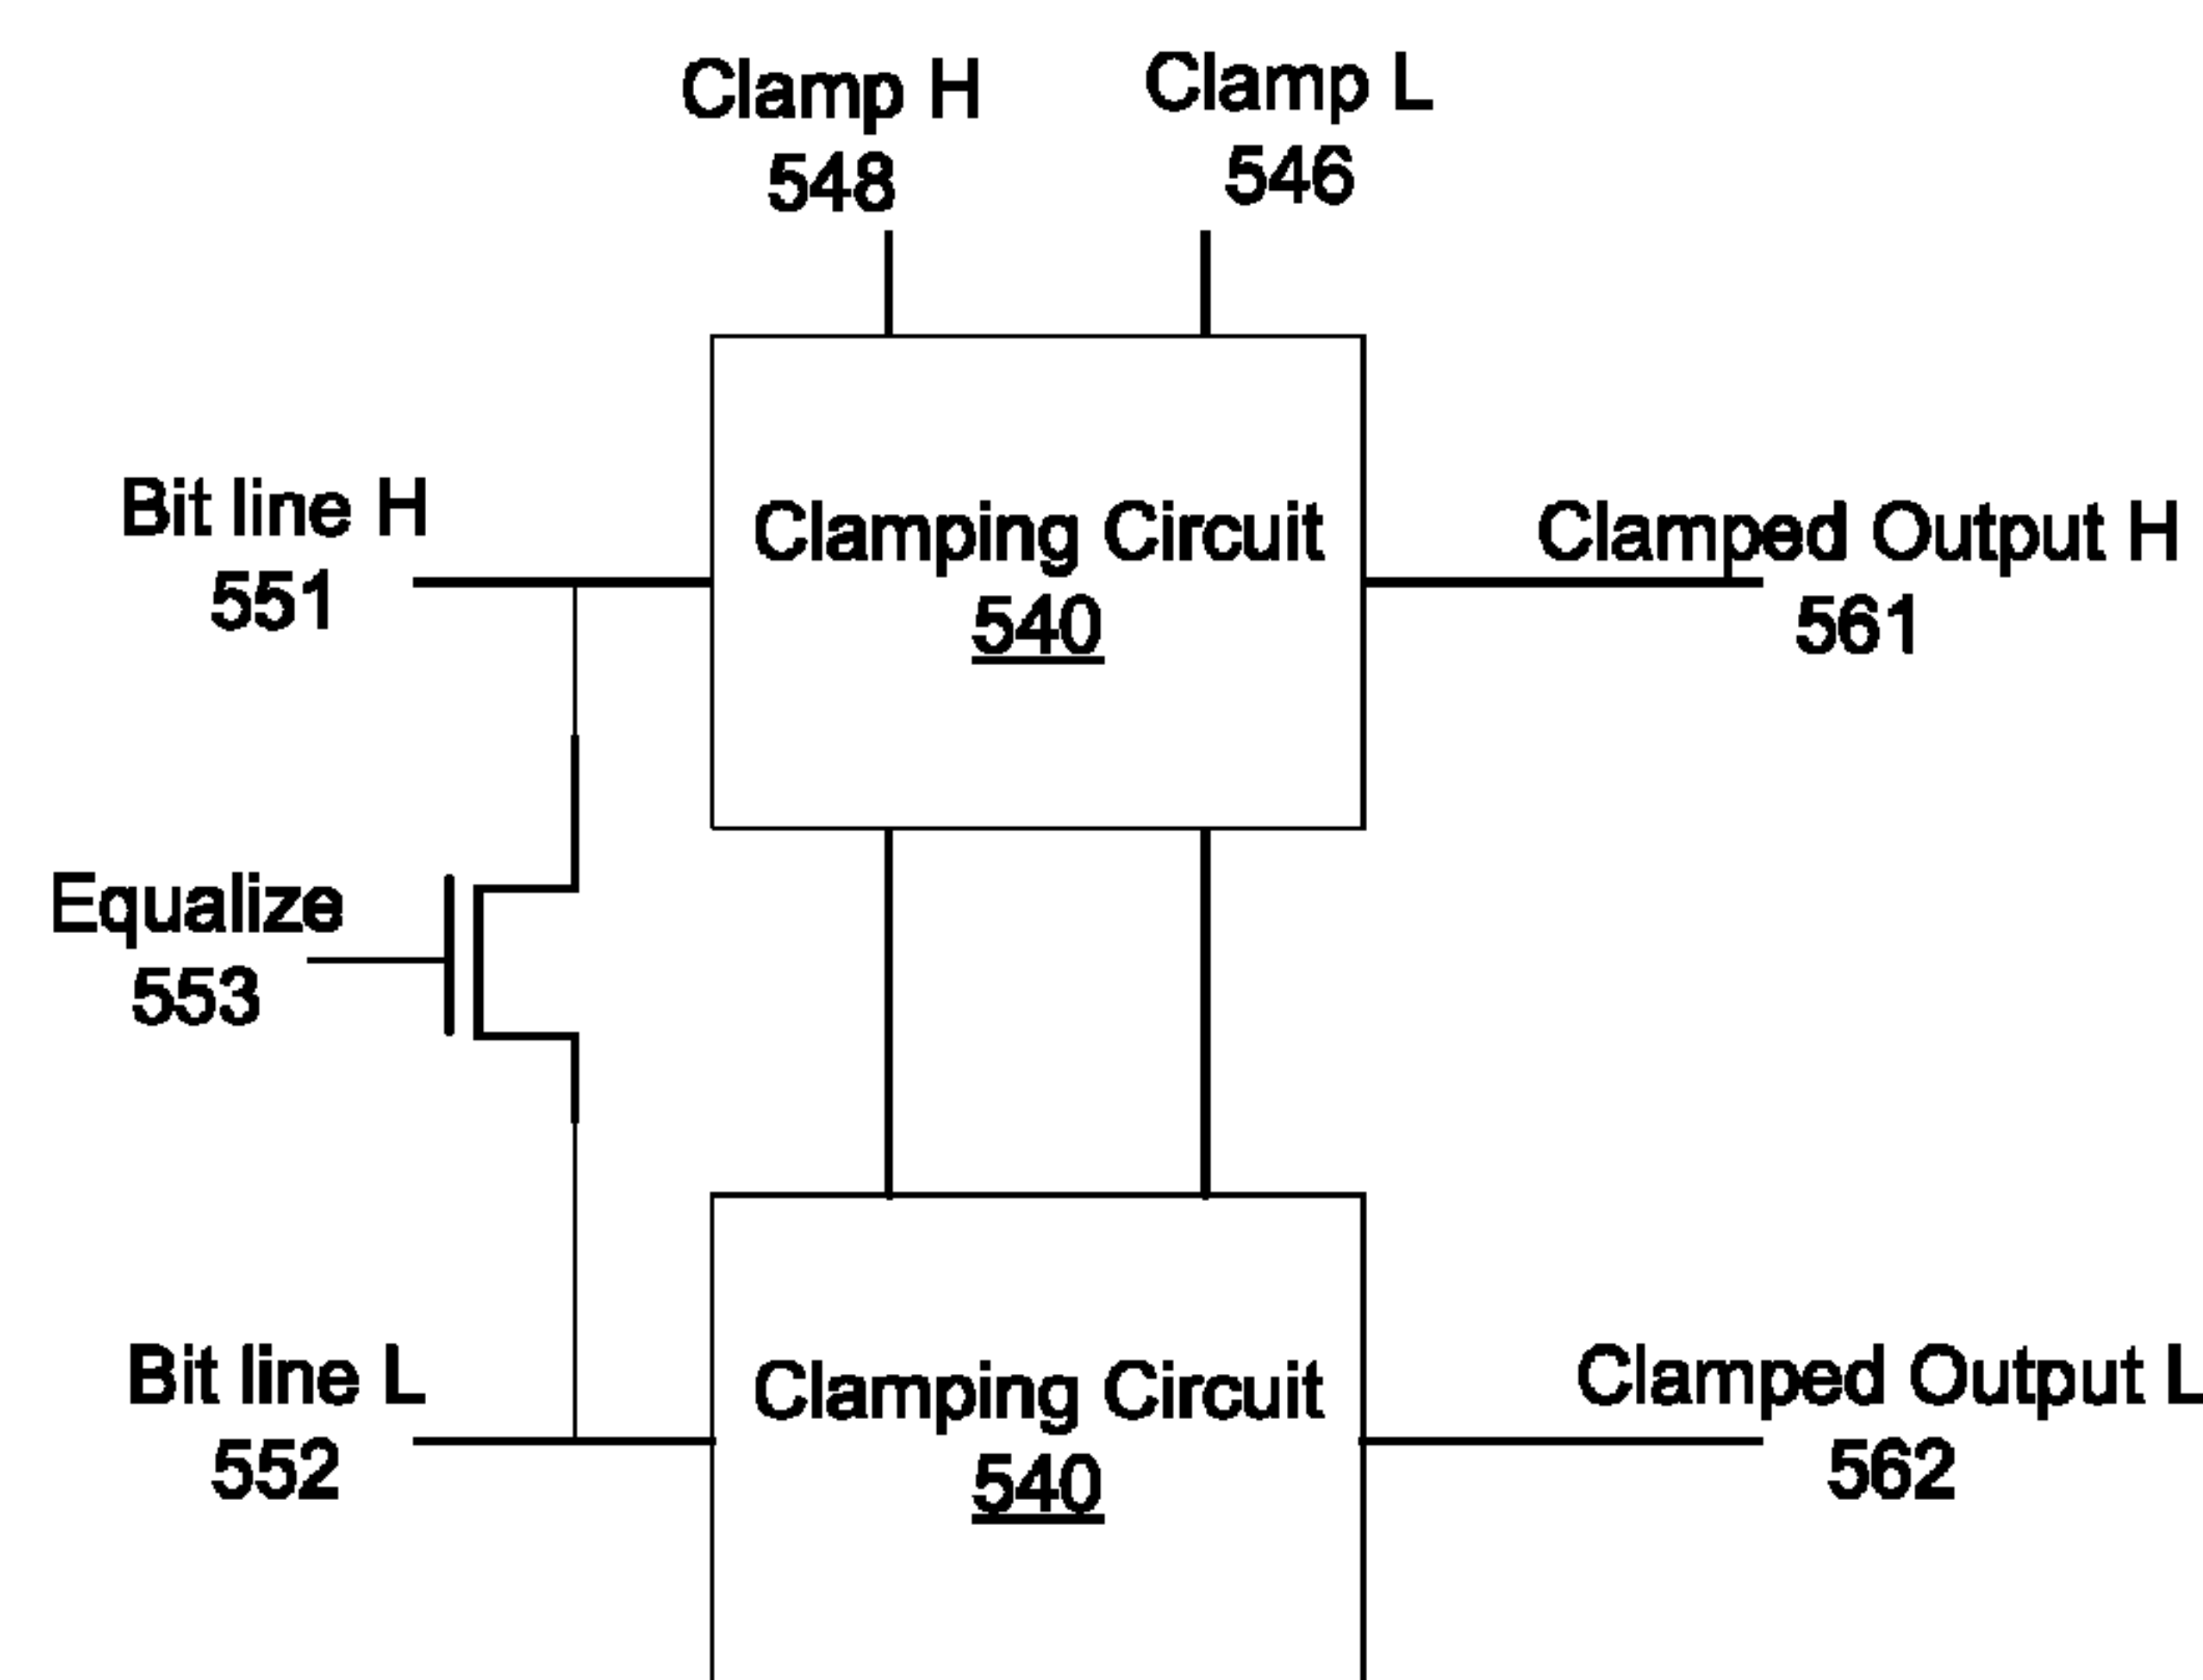 Clamp H
548
Clamp L
546
Bit line H
551
Clamping Circuit
540
Clamped Output H
561
Equalize
553
Bit line L
552
Clamping Circuit
540
Clamped Output L
562